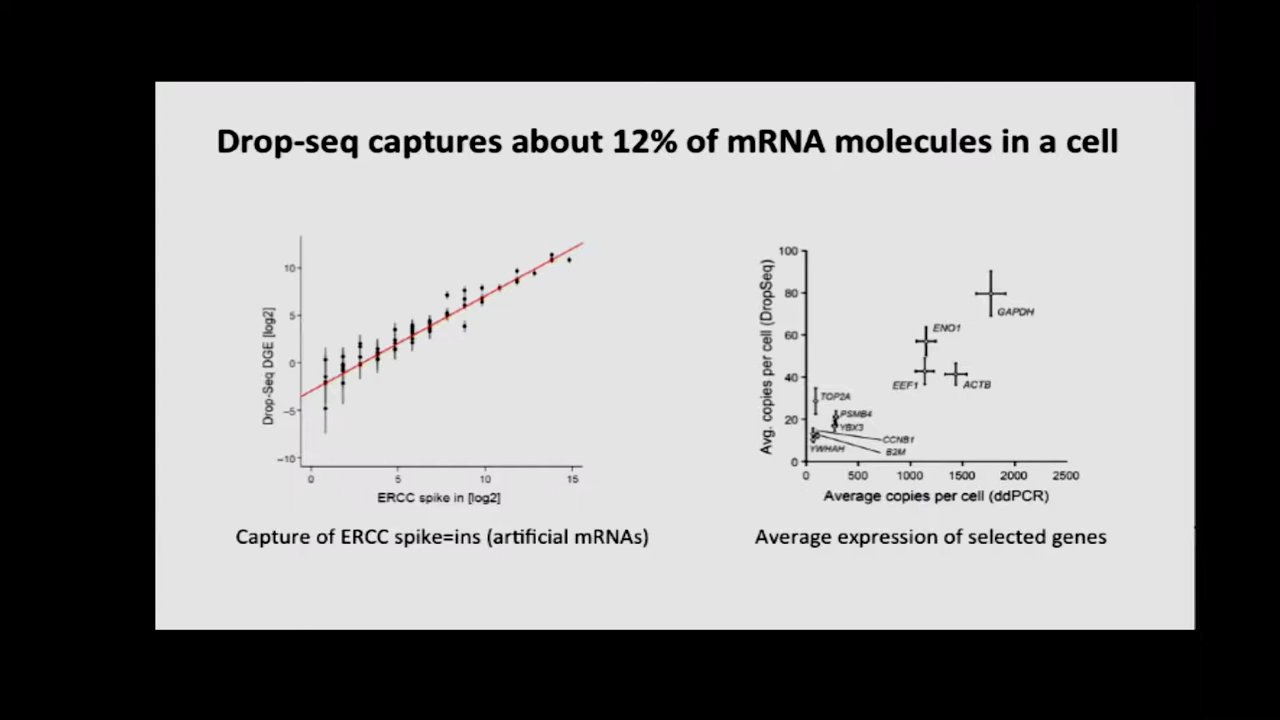 Drop-seq captures about 12% of mRNA molecules in a cell
Drop-Seq DGE [log2]
10
5
0
−5
−10
0 5 10 15
ERCC spike in [log2]
Capture of ERCC spike=ins (artificial mRNAs)
Avg. copies per cell (DropSeq)
100
80
60
40
20
0
GAPDH
ENO1
EEF1
ACTB
TOP2A
PSMB4
YBX3
CCNB1
YWHAH
B2M
0 500 1000 1500 2000 2500
Average copies per cell (ddPCR)
Average expression of selected genes